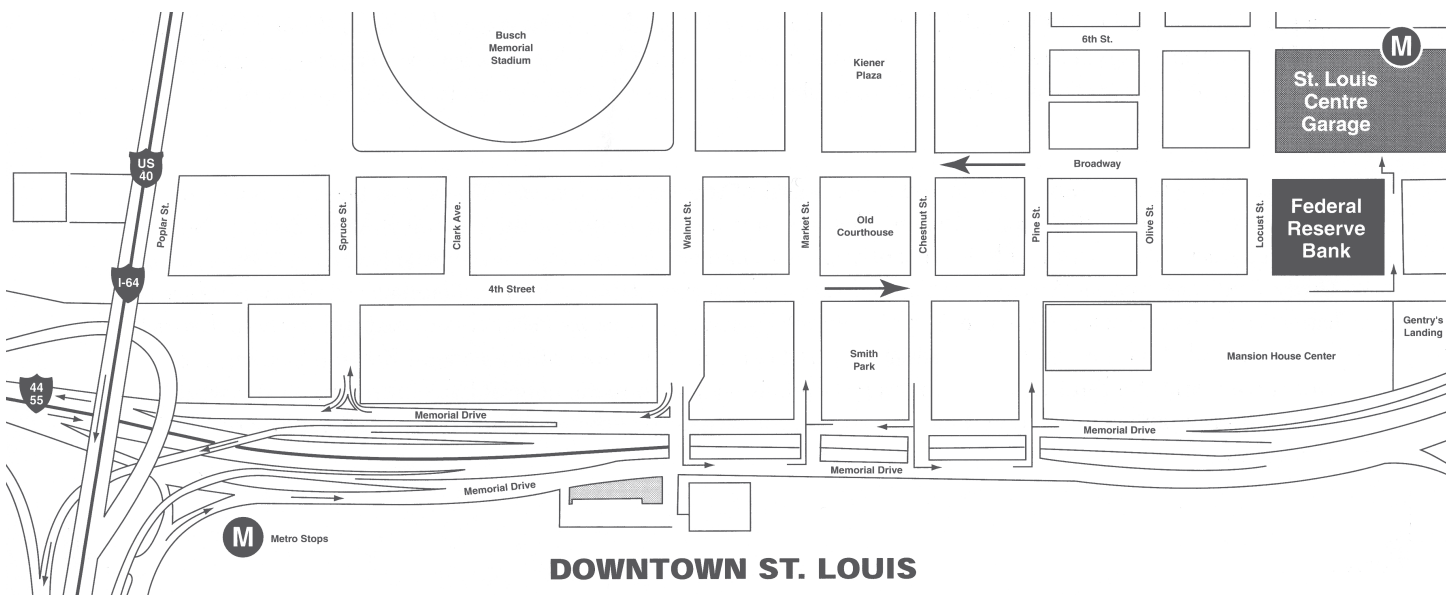 Busch
Memorial
Stadium
Kiener
Plaza
6th St.
M
St. Louis
Centre
Garage
US
40
Broadway
Poplar St.
Spruce St.
Clark Ave.
Walnut St.
Market St.
Old
Courthouse
Chestnut St.
Pine St.
Olive St.
Locust St.
Federal
Reserve
Bank
I-64
4th Street
Gentry's
Landing
Smith
Park
Mansion House Center
44
55
Memorial Drive
Memorial Drive
Memorial Drive
Memorial Drive
M
Metro Stops
DOWNTOWN ST. LOUIS